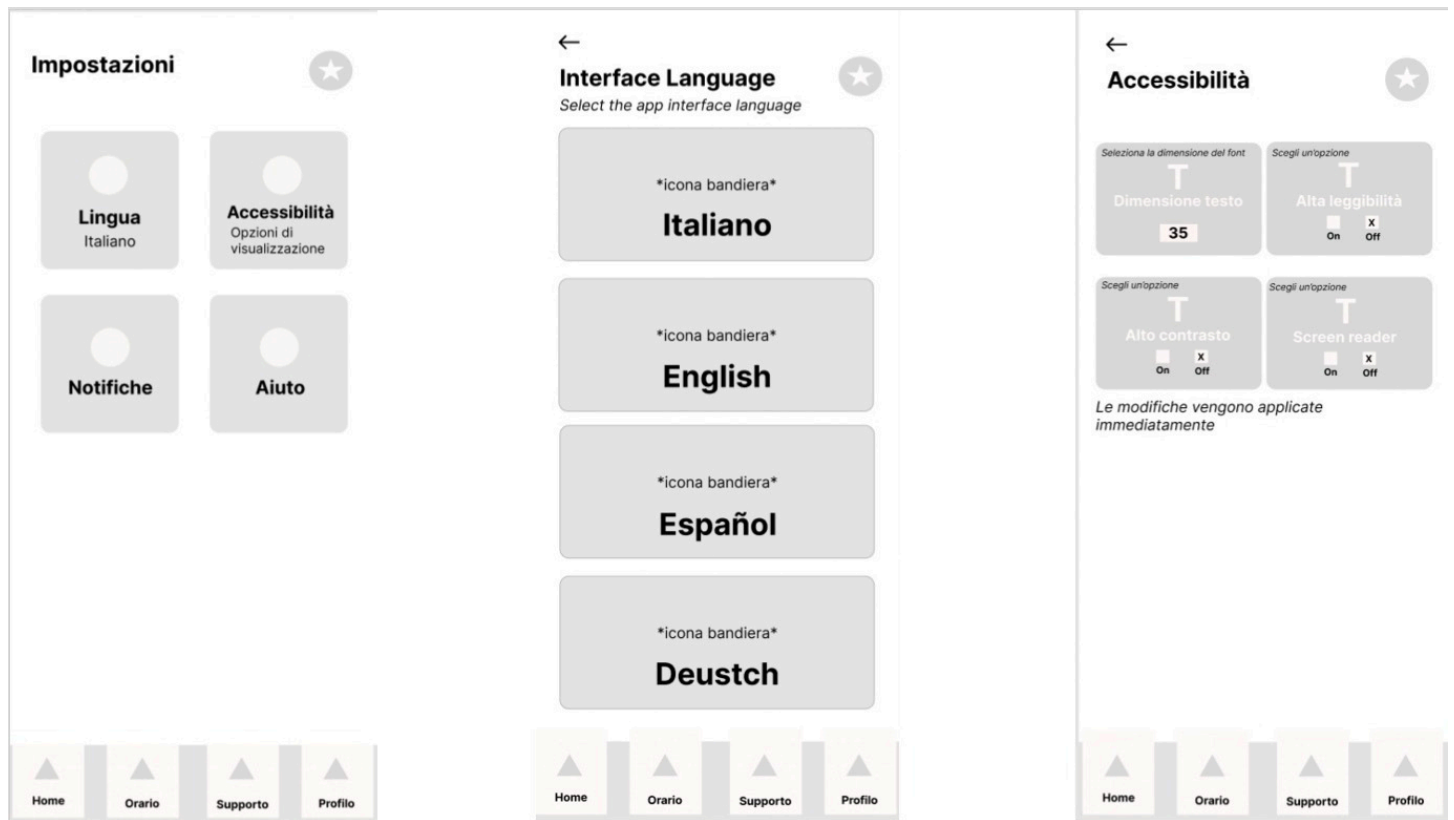 Impostazioni
Lingua
Italiano
Accessibilità
Opzioni di
visualizzazione
Notifiche
Aiuto
Home
Orario
Supporto
Profilo
←
Interface Language
Select the app interface language
*icona bandiera*
Italiano
*icona bandiera*
English
*icona bandiera*
Español
*icona bandiera*
Deustch
Home
Orario
Supporto
Profilo
←
Accessibilità
Seleziona la dimensione del font
T
Dimensione testo
35
Scegli un'opzione
T
Alta leggibilità
X
On Off
Scegli un'opzione
T
Alto contrasto
X
On Off
Scegli un'opzione
T
Screen reader
X
On Off
Le modifiche vengono applicate
immediatamente
Home
Orario
Supporto
Profilo